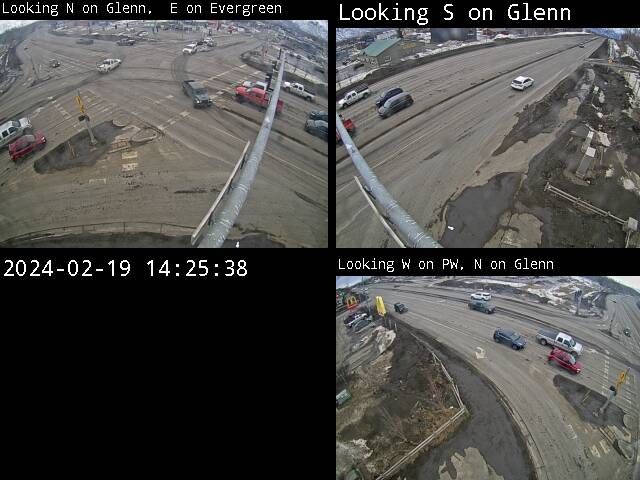 Looking N on Glenn,  E on Evergreen
Looking S on Glenn
2024-02-19 14:25:38
Looking W on PW, N on Glenn